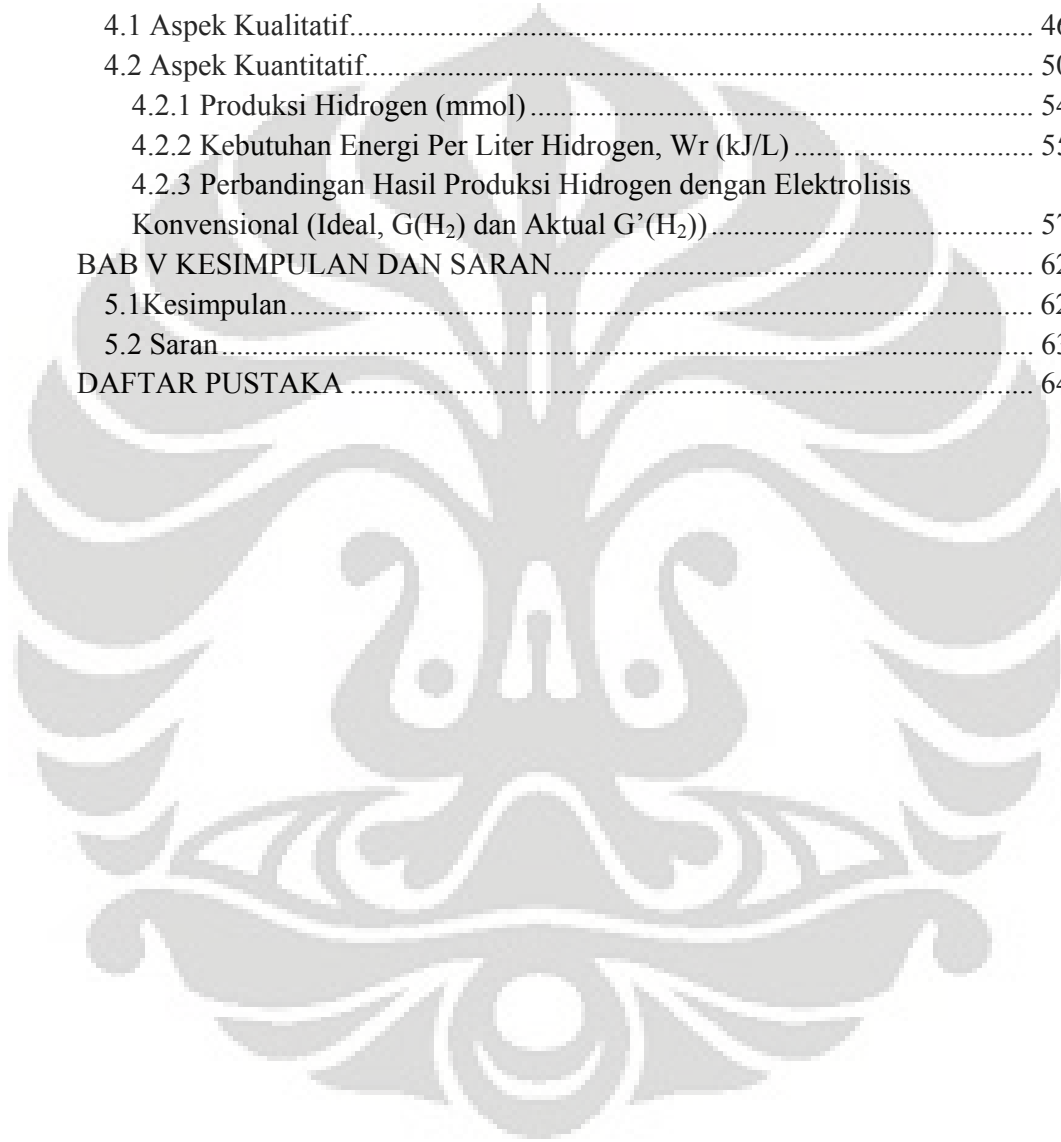 4.1 Aspek Kualitatif.......................................................................................................... 46
4.2 Aspek Kuantitatif........................................................................................................ 50
4.2.1 Produksi Hidrogen (mmol)............................................................................... 54
4.2.2 Kebutuhan Energi Per Liter Hidrogen, Wr (kJ/L)..................................... 55
4.2.3 Perbandingan Hasil Produksi Hidrogen dengan Elektrolisis
Konvensional (Ideal, G(H₂) dan Aktual G’(H₂)).................................................. 57
BAB V KESIMPULAN DAN SARAN.......................................................................... 62
5.1Kesimpulan................................................................................................................... 62
5.2 Saran.............................................................................................................................. 63
DAFTAR PUSTAKA........................................................................................................ 64